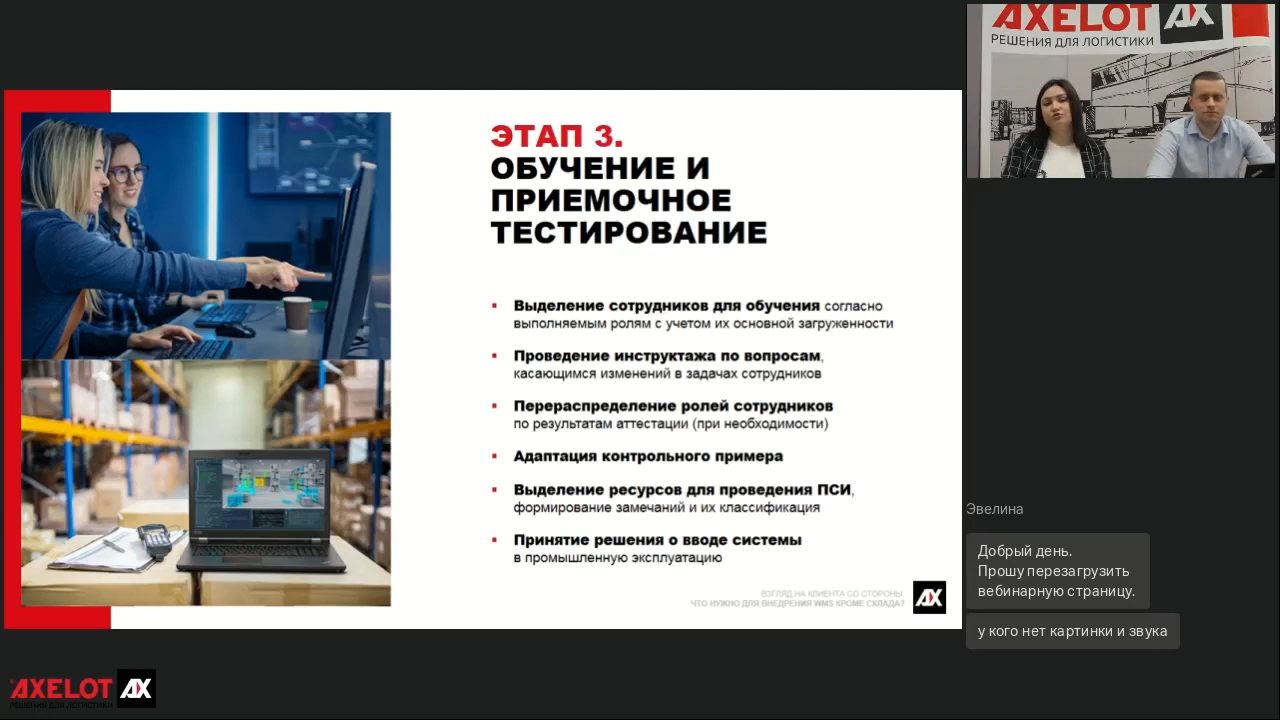 ЭТАП 3.
ОБУЧЕНИЕ И
ПРИЕМОЧНОЕ
ТЕСТИРОВАНИЕ
Выделение сотрудников для обучения согласно
выполняемым ролям с учетом их основной загруженности
Проведение инструктажа по вопросам,
касающимся изменений в задачах сотрудников
Перераспределение ролей сотрудников
по результатам аттестации (при необходимости)
Адаптация контрольного примера
Выделение ресурсов для проведения ПСИ,
формирование замечаний и их классификация
Принятие решения о вводе системы
в промышленную эксплуатацию
ВЗГЛЯД НА КЛИЕНТА СО СТОРОНЫ.
ЧТО НУЖНО ДЛЯ ВНЕДРЕНИЯ WMS КРОМЕ СКЛАДА?
AX
AXELOT AX
РЕШЕНИЯ ДЛЯ ЛОГИСТИКИ
AXELOT AX
РЕШЕНИЯ ДЛЯ ЛОГИСТИКИ
Эвелина
Добрый день.
Прошу перезагрузить
вебинарную страницу.
у кого нет картинки и звука